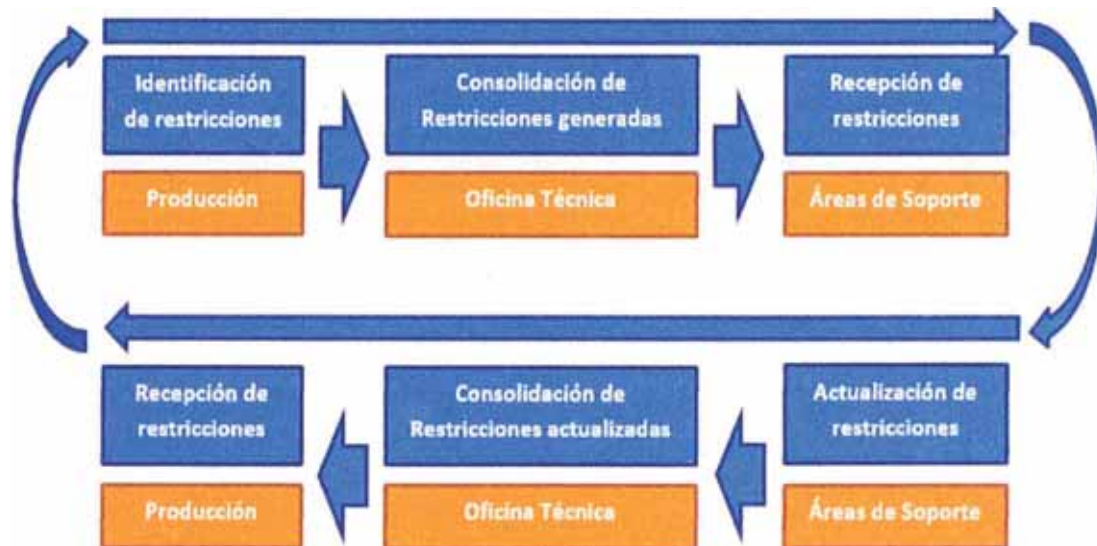 Identificación
de restricciones
Consolidación de
Restricciones generadas
Recepción de
restricciones
Producción
Oficina Técnica
Áreas de Soporte
Recepción de
restricciones
Consolidación de
Restricciones actualizadas
Actualización de
restricciones
Producción
Oficina Técnica
Áreas de Soporte